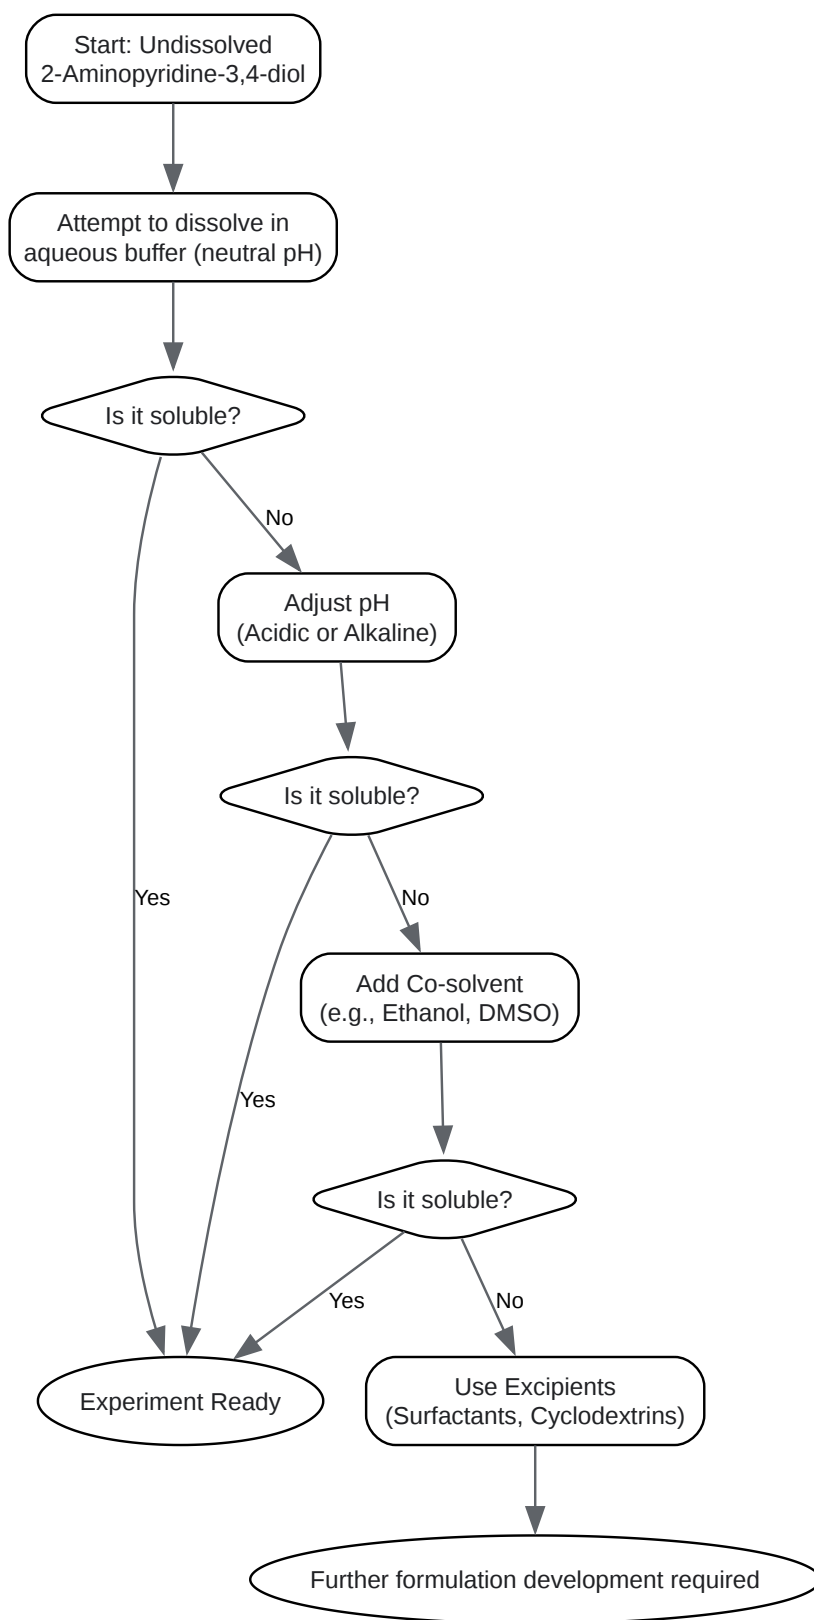 Start: Undissolved
2-Aminopyridine-3,4-diol
Attempt to dissolve in
aqueous buffer (neutral pH)
Is it soluble?
No
Adjust pH
(Acidic or Alkaline)
Is it soluble?
Yes
No
Add Co-solvent
(e.g., Ethanol, DMSO)
Yes
Is it soluble?
Yes
No
Experiment Ready
Use Excipients
(Surfactants, Cyclodextrins)
Further formulation development required